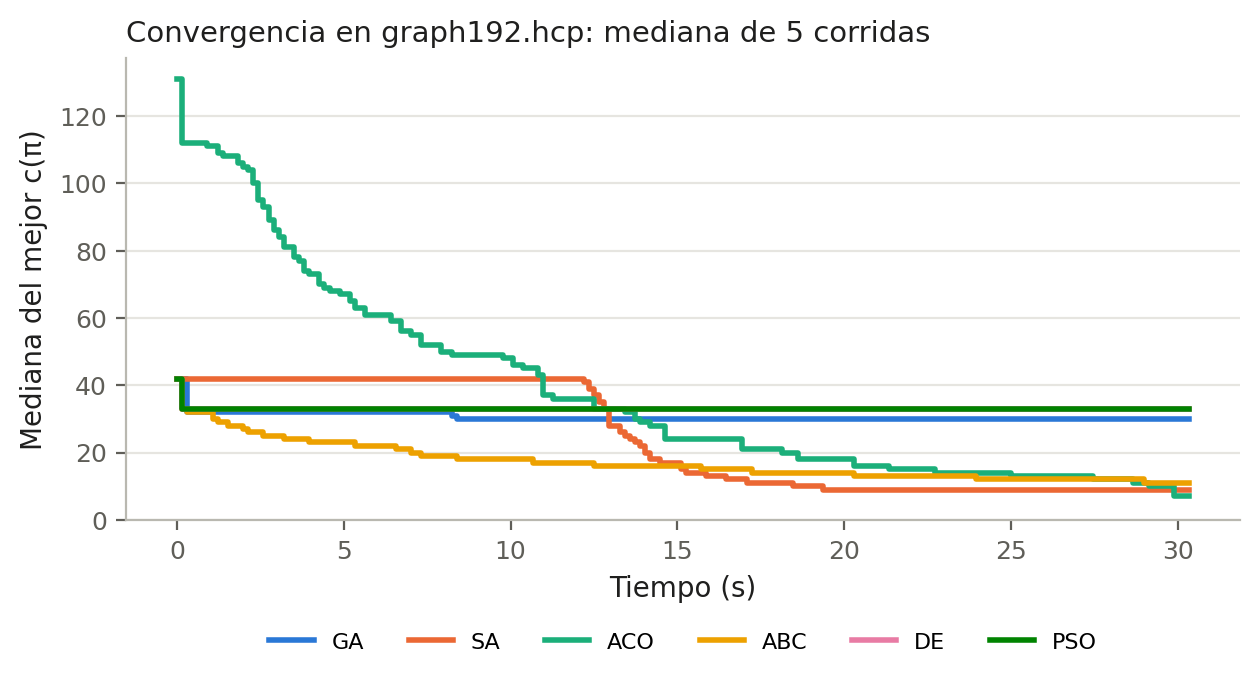 Convergencia en graph192.hcp: mediana de 5 corridas
Mediana del mejor c(π)
120
100
80
60
40
20
0
0 5 10 15 20 25 30
Tiempo (s)
GA SA ACO ABC DE PSO